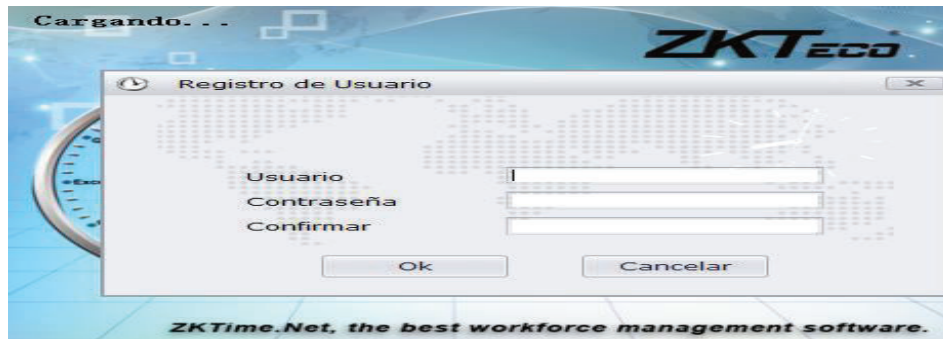 Cargando...
ZKTECO
Registro de Usuario
Usuario
Contraseña
Confirmar
Ok
Cancelar
ZKTime.Net, the best workforce management software.